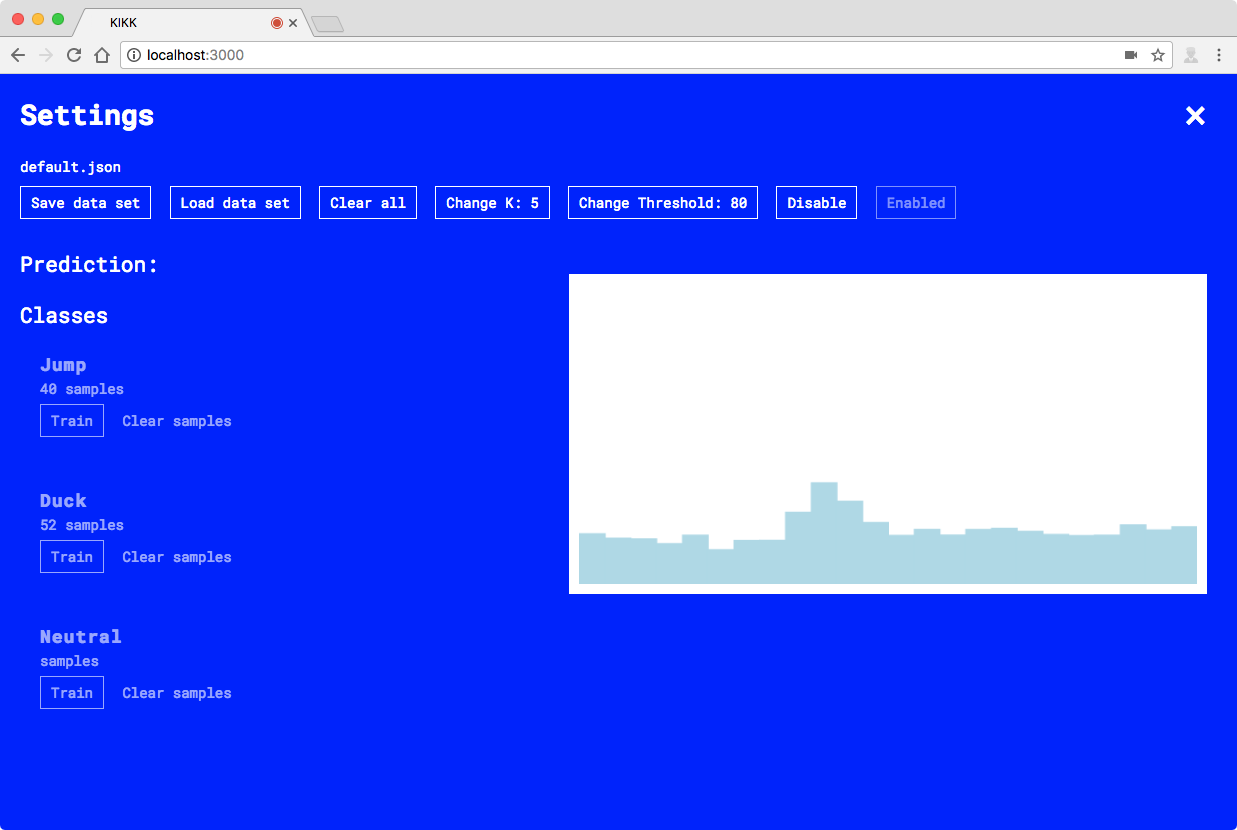 KIKK
localhost:3000
Settings
default.json
Save data set Load data set Clear all Change K: 5 Change Threshold: 80 Disable Enabled
Prediction:
Classes
Jump
40 samples
Train Clear samples
Duck
52 samples
Train Clear samples
Neutral
samples
Train Clear samples